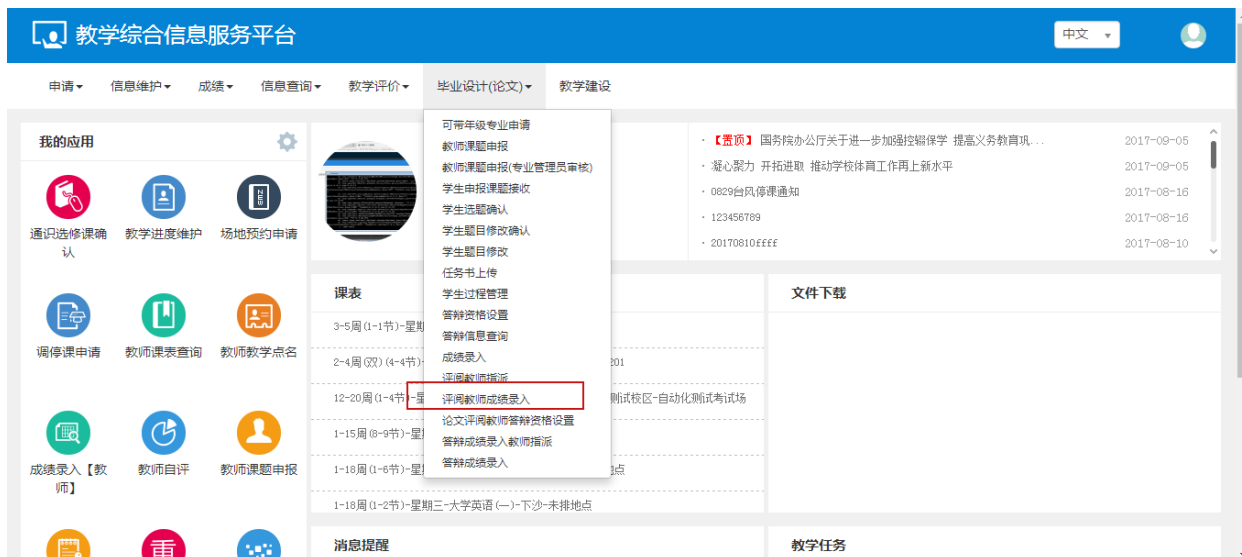 教学综合信息服务平台
中文
申请 信息维护 成绩 信息查询 教学评价 毕业设计(论文) 教学建设
我的应用
通识选修课确认
教学进度维护
场地预约申请
调停课申请
教师课表查询
教师教学点名
成绩录入【教师】
教师自评
教师课题申报
重
可带年级专业申请
教师课题申报
教师课题申报(专业管理员审核)
学生申报课题接收
学生选题确认
学生题目修改确认
学生题目修改
任务书上传
学生过程管理
答辩资格设置
答辩信息查询
成绩录入
评阅教师指派
评阅教师成绩录入
论文评阅教师答辩资格设置
答辩成绩录入教师指派
答辩成绩录入
· 【置顶】 国务院办公厅关于进一步加强控辍保学 提高义务教育巩... 2017-09-05
· 凝心聚力 开拓进取 推动学校体育工作再上新水平 2017-09-05
· 0829台风停课通知 2017-08-16
· 123456789 2017-08-16
· 20170810ffff 2017-08-10
课表
3-5周(1-1节)-星期
2-4周(双)(4-4节)- 201
12-20周(1-4节)-星 测试校区-自动化测试考试场
1-15周(8-9节)-星
1-18周(1-6节)-星期 地点
1-18周(1-2节)-星期三-大学英语(一)-下沙-未排地点
文件下载
消息提醒
教学任务